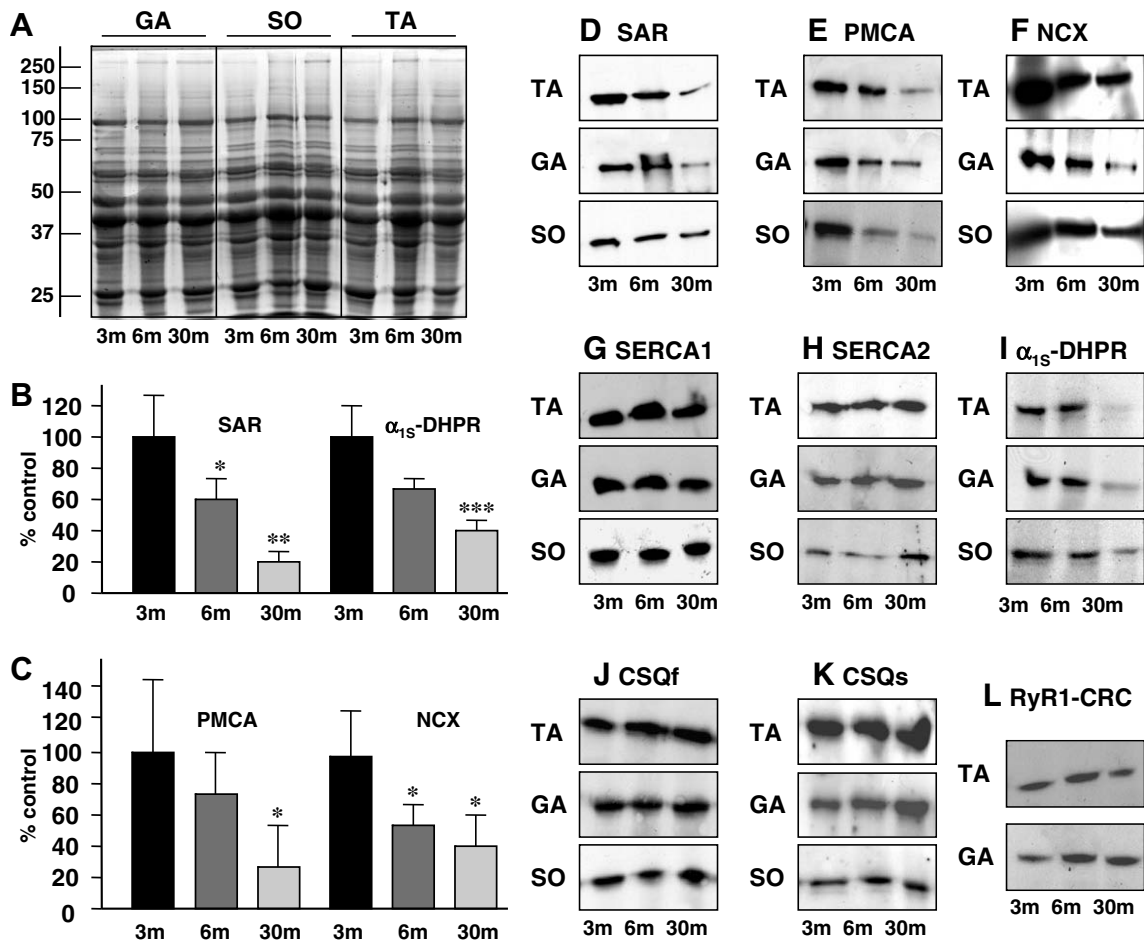 A
GA SO TA
250
150
100
75
50
37
25
3m 6m 30m 3m 6m 30m 3m 6m 30m
B
% control
120
100
80
60
40
20
0
SAR
α1S-DHPR
*
**
***
3m 6m 30m 3m 6m 30m
C
% control
140
120
100
80
60
40
20
0
PMCA
NCX
*
*
*
3m 6m 30m 3m 6m 30m
D SAR
TA
GA
SO
3m 6m 30m
E PMCA
TA
GA
SO
3m 6m 30m
F NCX
TA
GA
SO
3m 6m 30m
G SERCA1
TA
GA
SO
3m 6m 30m
H SERCA2
TA
GA
SO
3m 6m 30m
I α1S-DHPR
TA
GA
SO
3m 6m 30m
J CSQf
TA
GA
SO
3m 6m 30m
K CSQs
TA
GA
SO
3m 6m 30m
L RyR1-CRC
TA
GA
3m 6m 30m